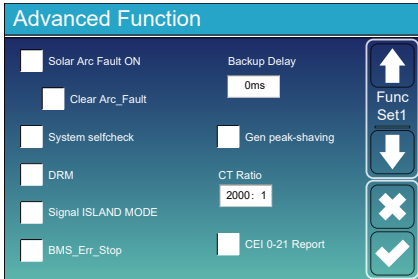 Advanced Function
Solar Arc Fault ON
Clear Arc_Fault
System selfcheck
DRM
Signal ISLAND MODE
BMS_Err_Stop
Backup Delay
0ms
Gen peak-shaving
CT Ratio
2000: 1
CEI 0-21 Report
Func
Set1